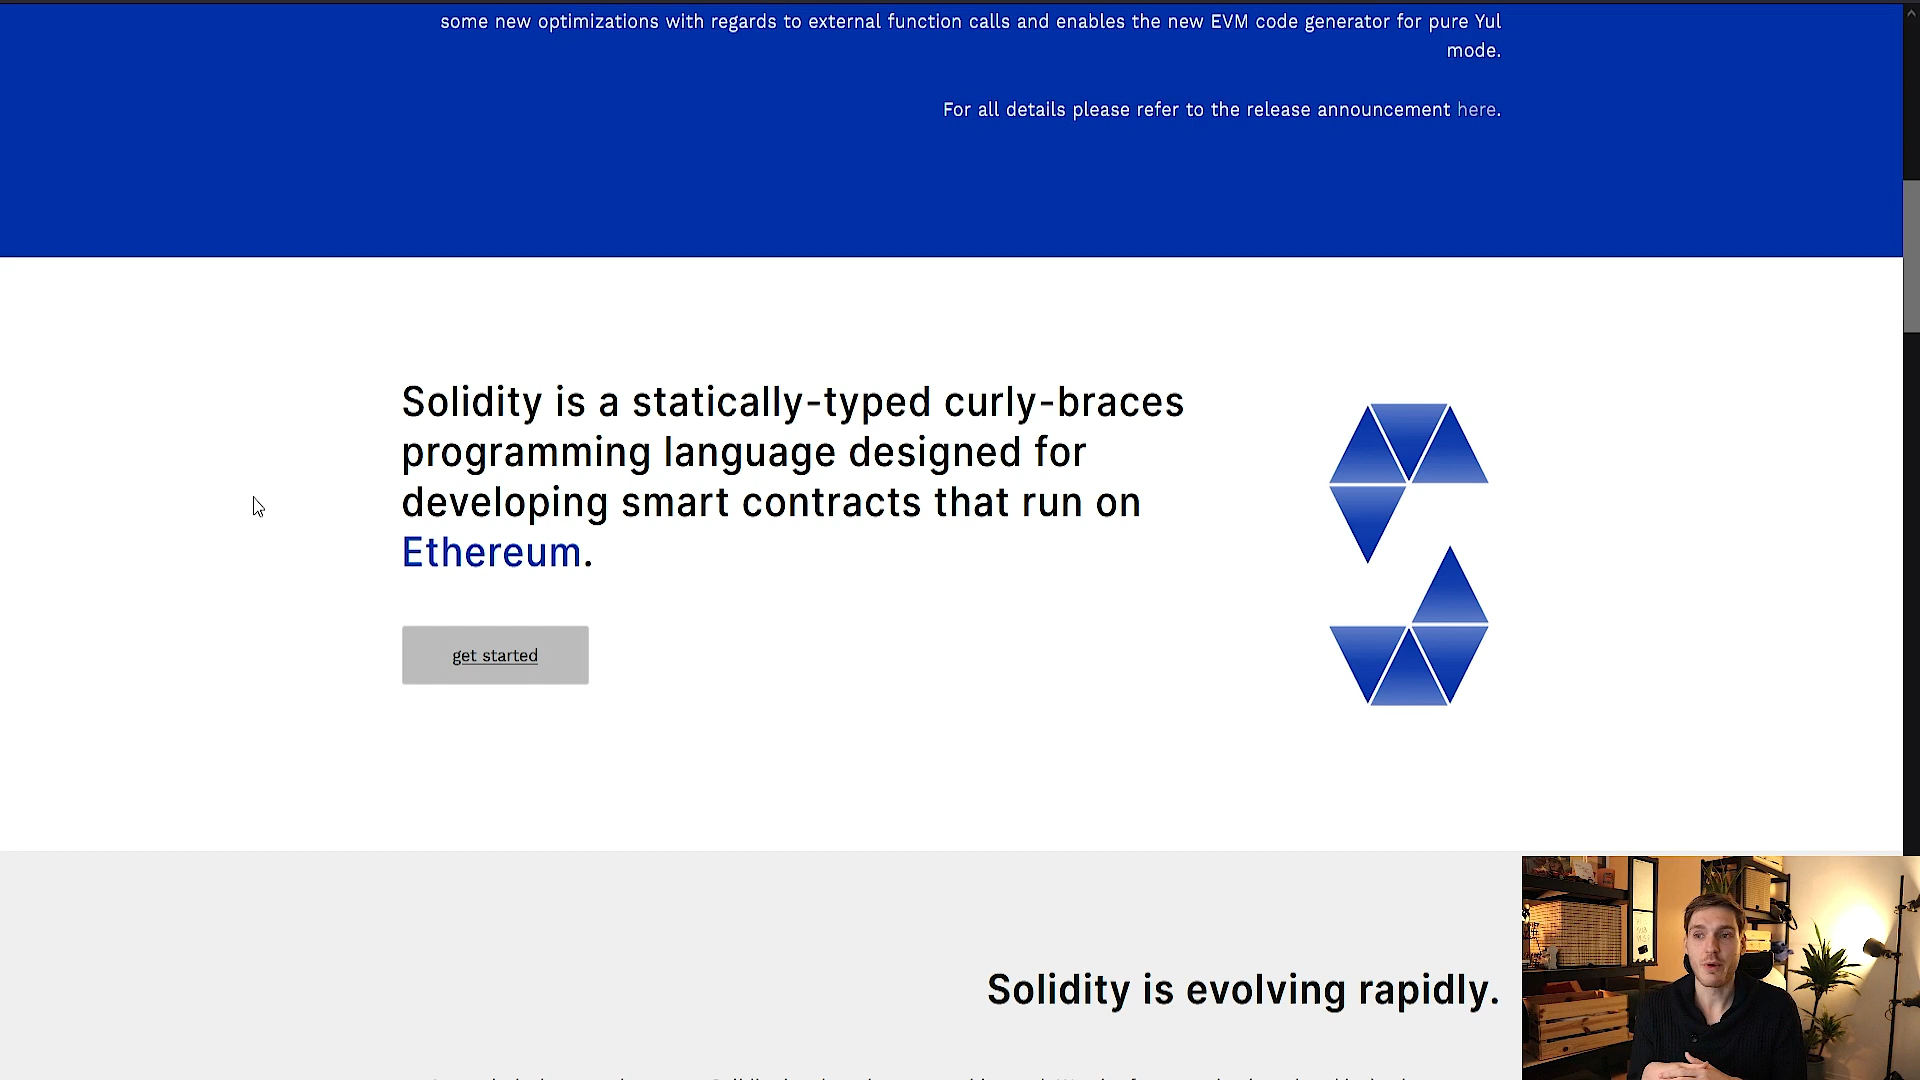 some new optimizations with regards to external function calls and enables the new EVM code generator for pure Yul
mode.
For all details please refer to the release announcement here.
Solidity is a statically-typed curly-braces
programming language designed for
developing smart contracts that run on
Ethereum.
get started
Solidity is evolving rapidly.